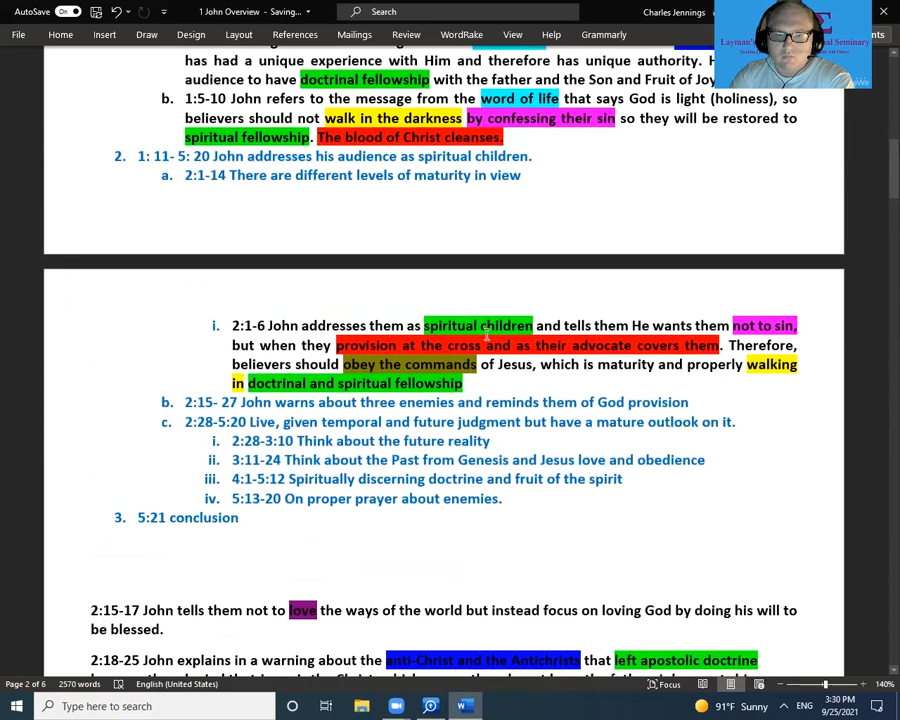 AutoSave On 1 John Overview - Saving... Search Charles Jennings
File Home Insert Draw Design Layout References Mailings Review WordRake View Help Grammarly
Layman's Seminary
has had a unique experience with Him and therefore has unique authority.
audience to have doctrinal fellowship with the father and the Son and Fruit of Joy
b. 1:5-10 John refers to the message from the word of life that says God is light (holiness), so
believers should not walk in the darkness by confessing their sin so they will be restored to
spiritual fellowship. The blood of Christ cleanses.
2. 1: 11- 5: 20 John addresses his audience as spiritual children.
a. 2:1-14 There are different levels of maturity in view
i. 2:1-6 John addresses them as spiritual children and tells them He wants them not to sin,
but when they provision at the cross and as their advocate covers them. Therefore,
believers should obey the commands of Jesus, which is maturity and properly walking
in doctrinal and spiritual fellowship
b. 2:15- 27 John warns about three enemies and reminds them of God provision
c. 2:28-5:20 Live, given temporal and future judgment but have a mature outlook on it.
i. 2:28-3:10 Think about the future reality
ii. 3:11-24 Think about the Past from Genesis and Jesus love and obedience
iii. 4:1-5:12 Spiritually discerning doctrine and fruit of the spirit
iv. 5:13-20 On proper prayer about enemies.
3. 5:21 conclusion
2:15-17 John tells them not to love the ways of the world but instead focus on loving God by doing his will to
be blessed.
2:18-25 John explains in a warning about the anti-Christ and the Antichrists that left apostolic doctrine
Page 2 of 6 2570 words English (United States) Focus 140%
Type here to search 91°F Sunny ENG 3:30 PM
9/25/2021